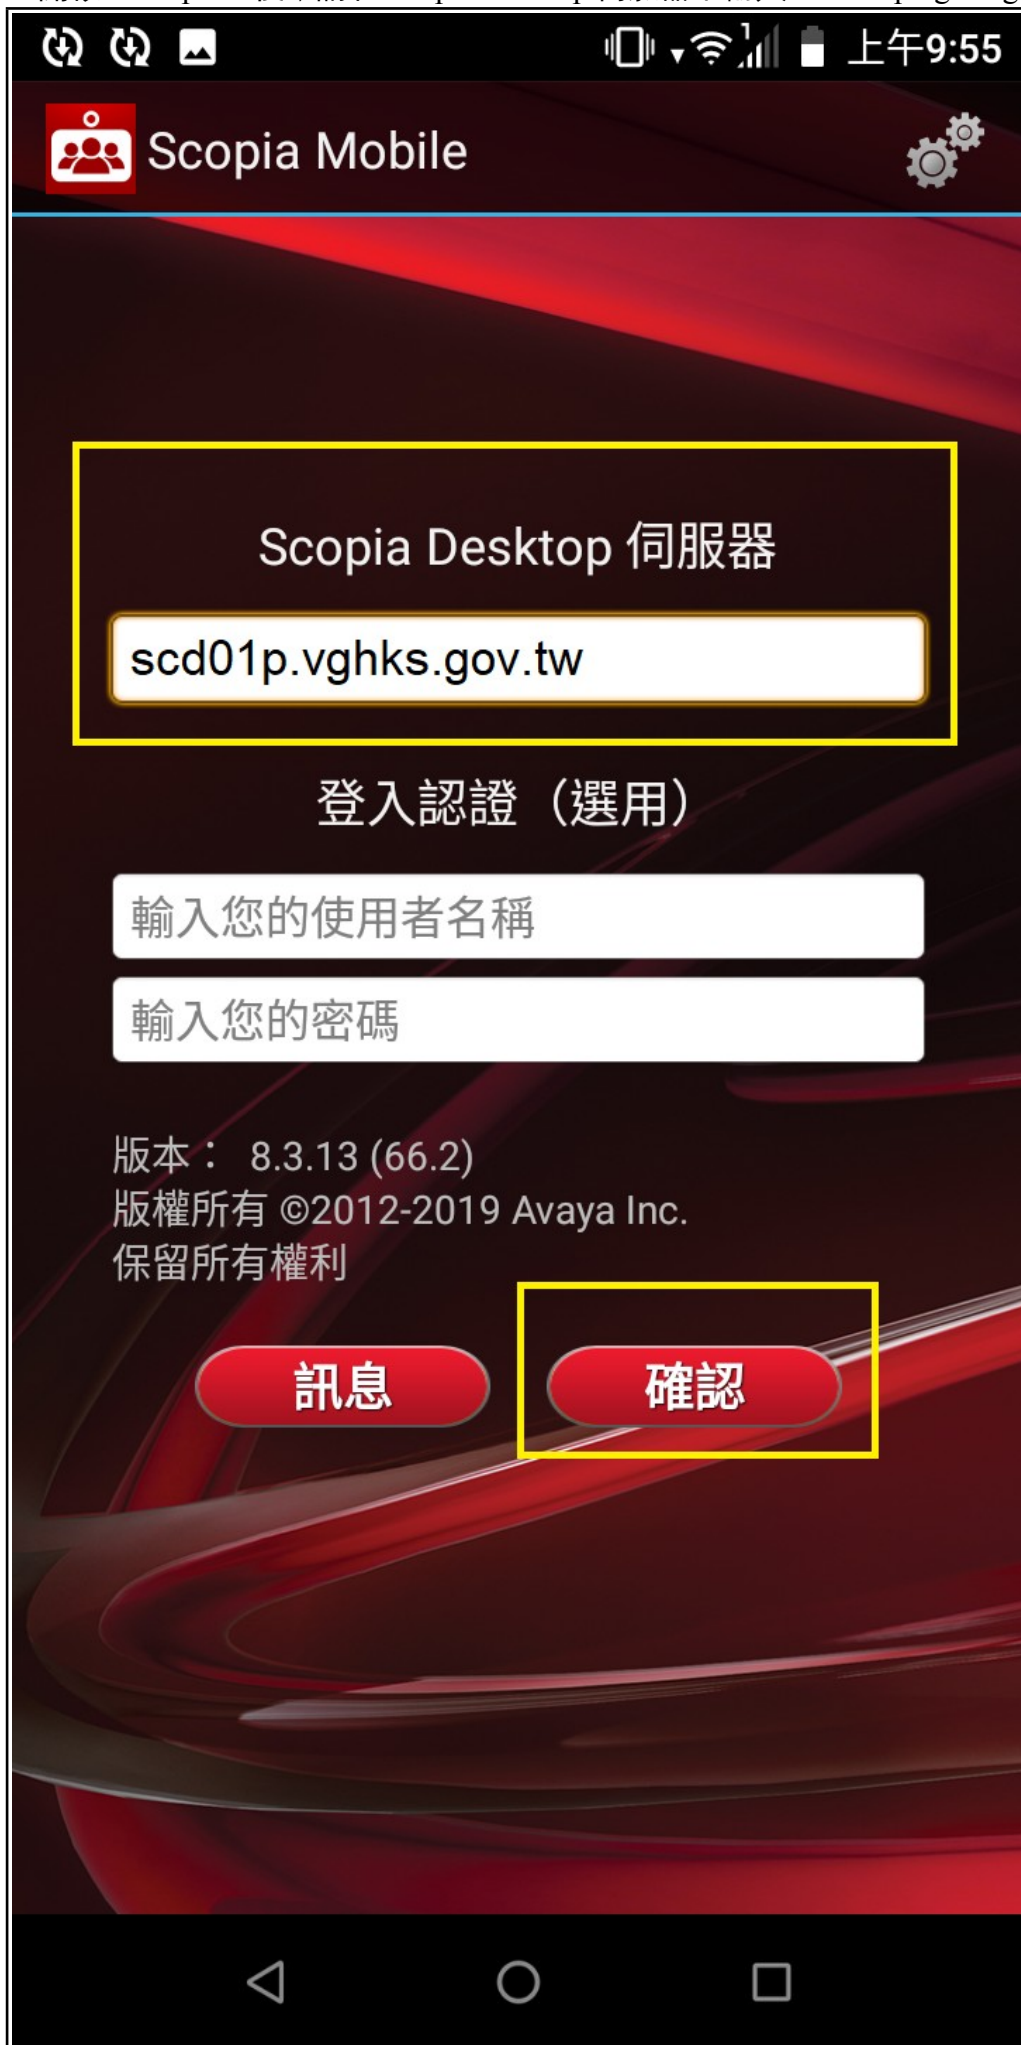 上午9:55
Scopia Mobile
Scopia Desktop 伺服器
scd01p.vghks.gov.tw
登入認證（選用）
輸入您的使用者名稱
輸入您的密碼
版本： 8.3.13 (66.2)
版權所有 ©2012-2019 Avaya Inc.
保留所有權利
訊息 確認